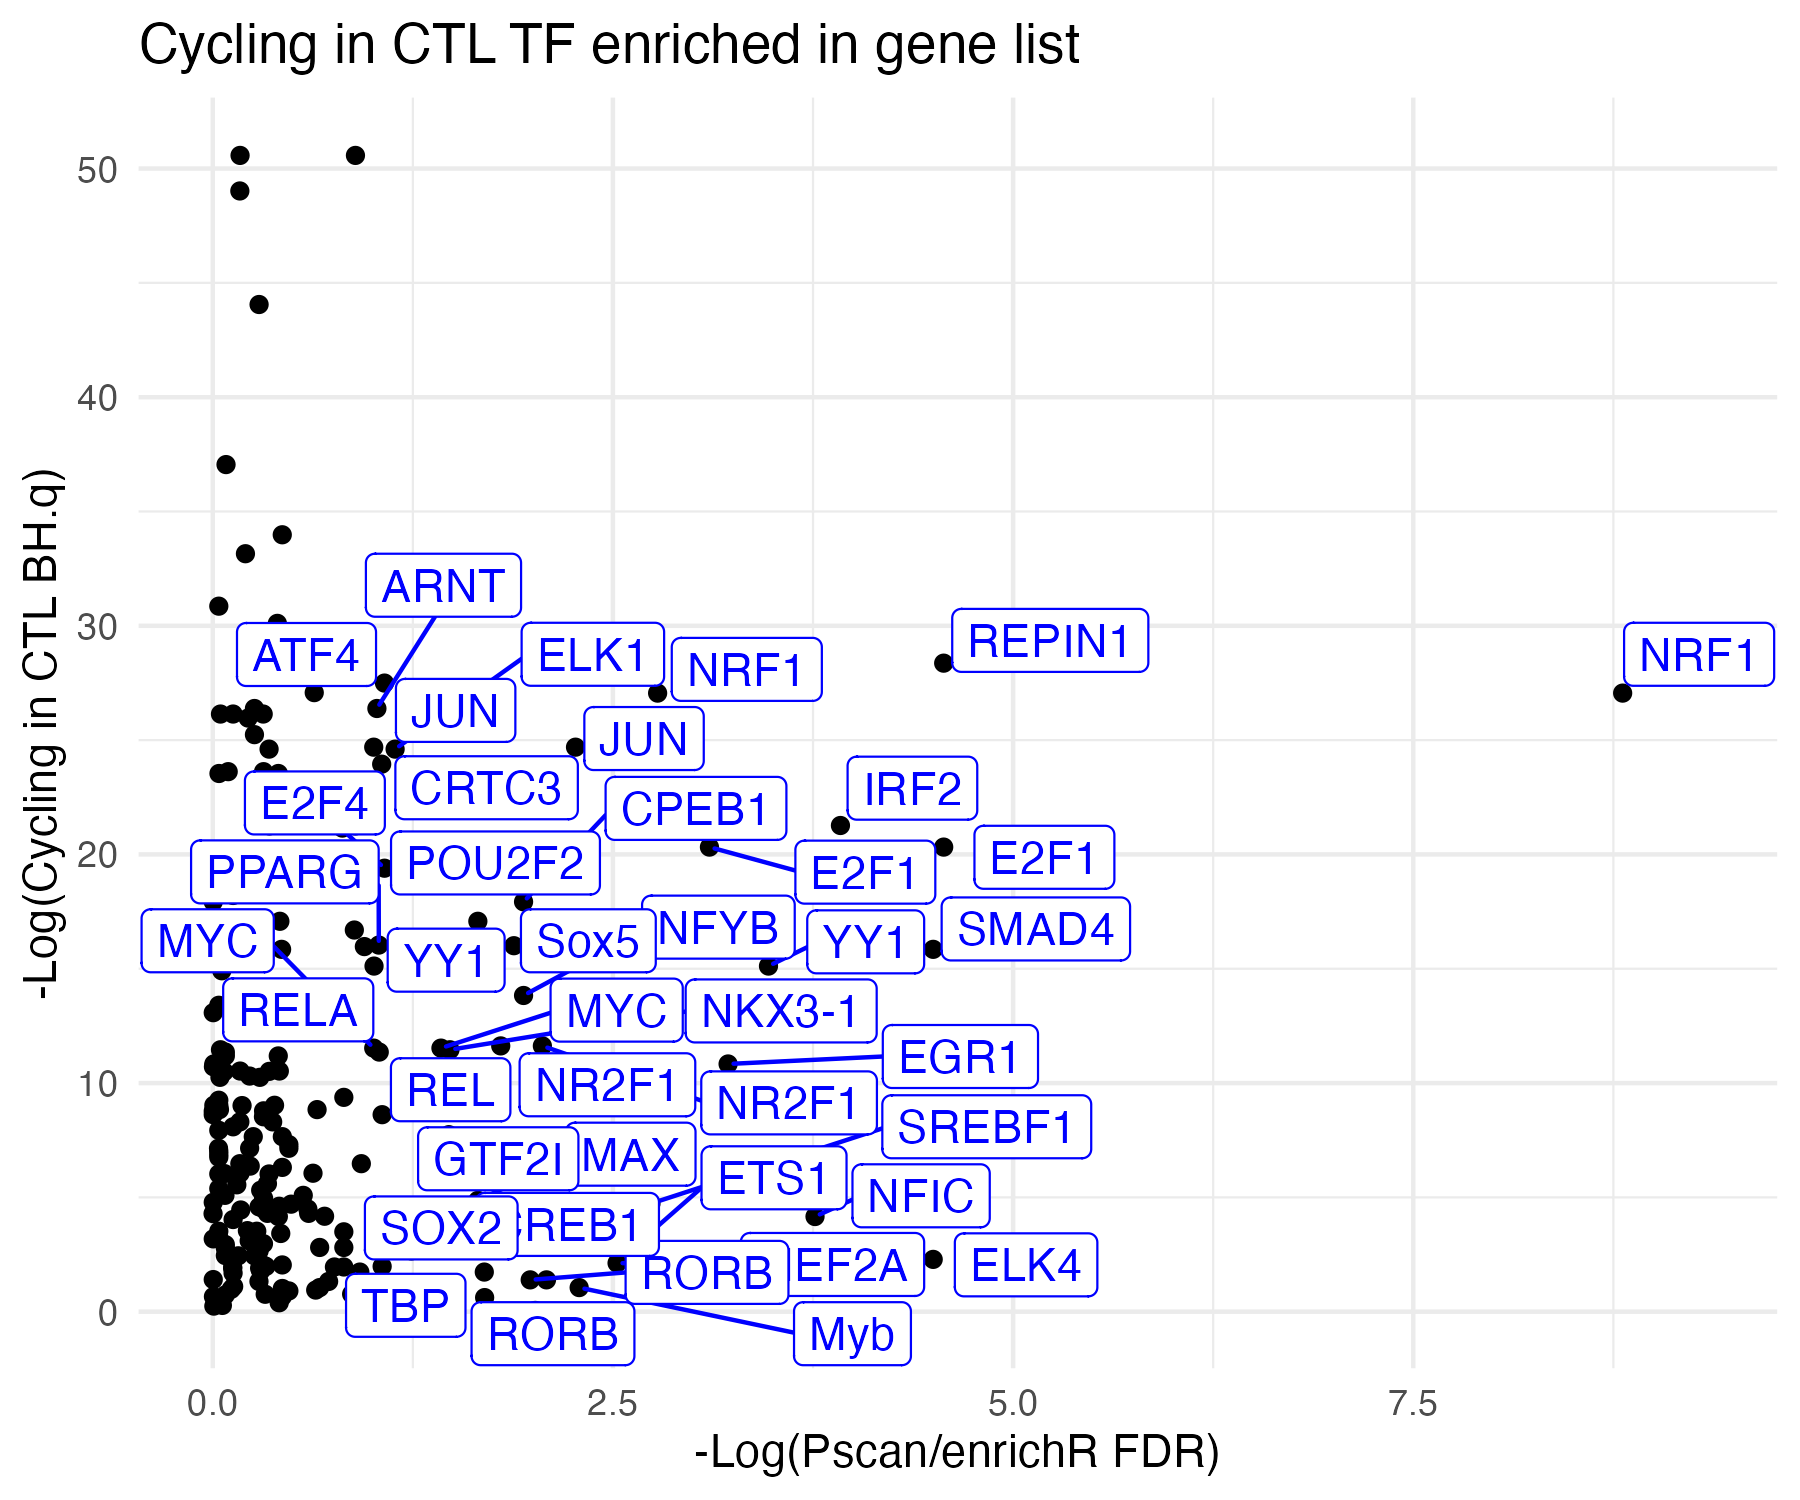 Cycling in CTL TF enriched in gene list
-Log(Cycling in CTL BH.q)
50
40
30
20
10
0
ARNT
ATF4
ELK1
NRF1
REPIN1
NRF1
JUN
JUN
CRTC3
IRF2
E2F4
CPEB1
POU2F2
E2F1
E2F1
PPARG
NFYB
SMAD4
MYC
YY1
Sox5
YY1
RELA
MYC
NKX3-1
EGR1
REL
NR2F1
NR2F1
SREBF1
GTF2I
MAX
ETS1
NFIC
SOX2
REB1
RORB
EF2A
ELK4
TBP
RORB
Myb
0.0
2.5
5.0
7.5
-Log(Pscan/enrichR FDR)